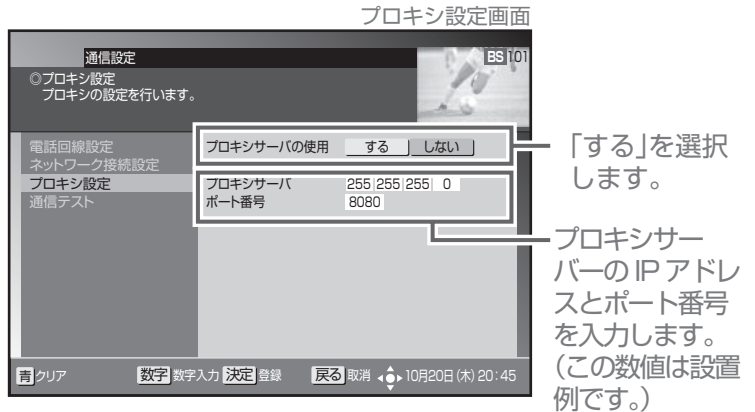 プロキシ設定画面
通信設定
BS 101
◎プロキシ設定
プロキシの設定を行います。
電話回線設定
ネットワーク接続設定
プロキシ設定
通信テスト
プロキシサーバの使用 する しない
プロキシサーバ 255 255 255 0
ポート番号 8080
青 クリア 数字 数字入力 決定 登録 戻る 取消 10月20日(木) 20:45
「する」を選択
します。
プロキシサー
バーの IP アドレ
スとポート番号
を入力します。
(この数値は設置
例です。)